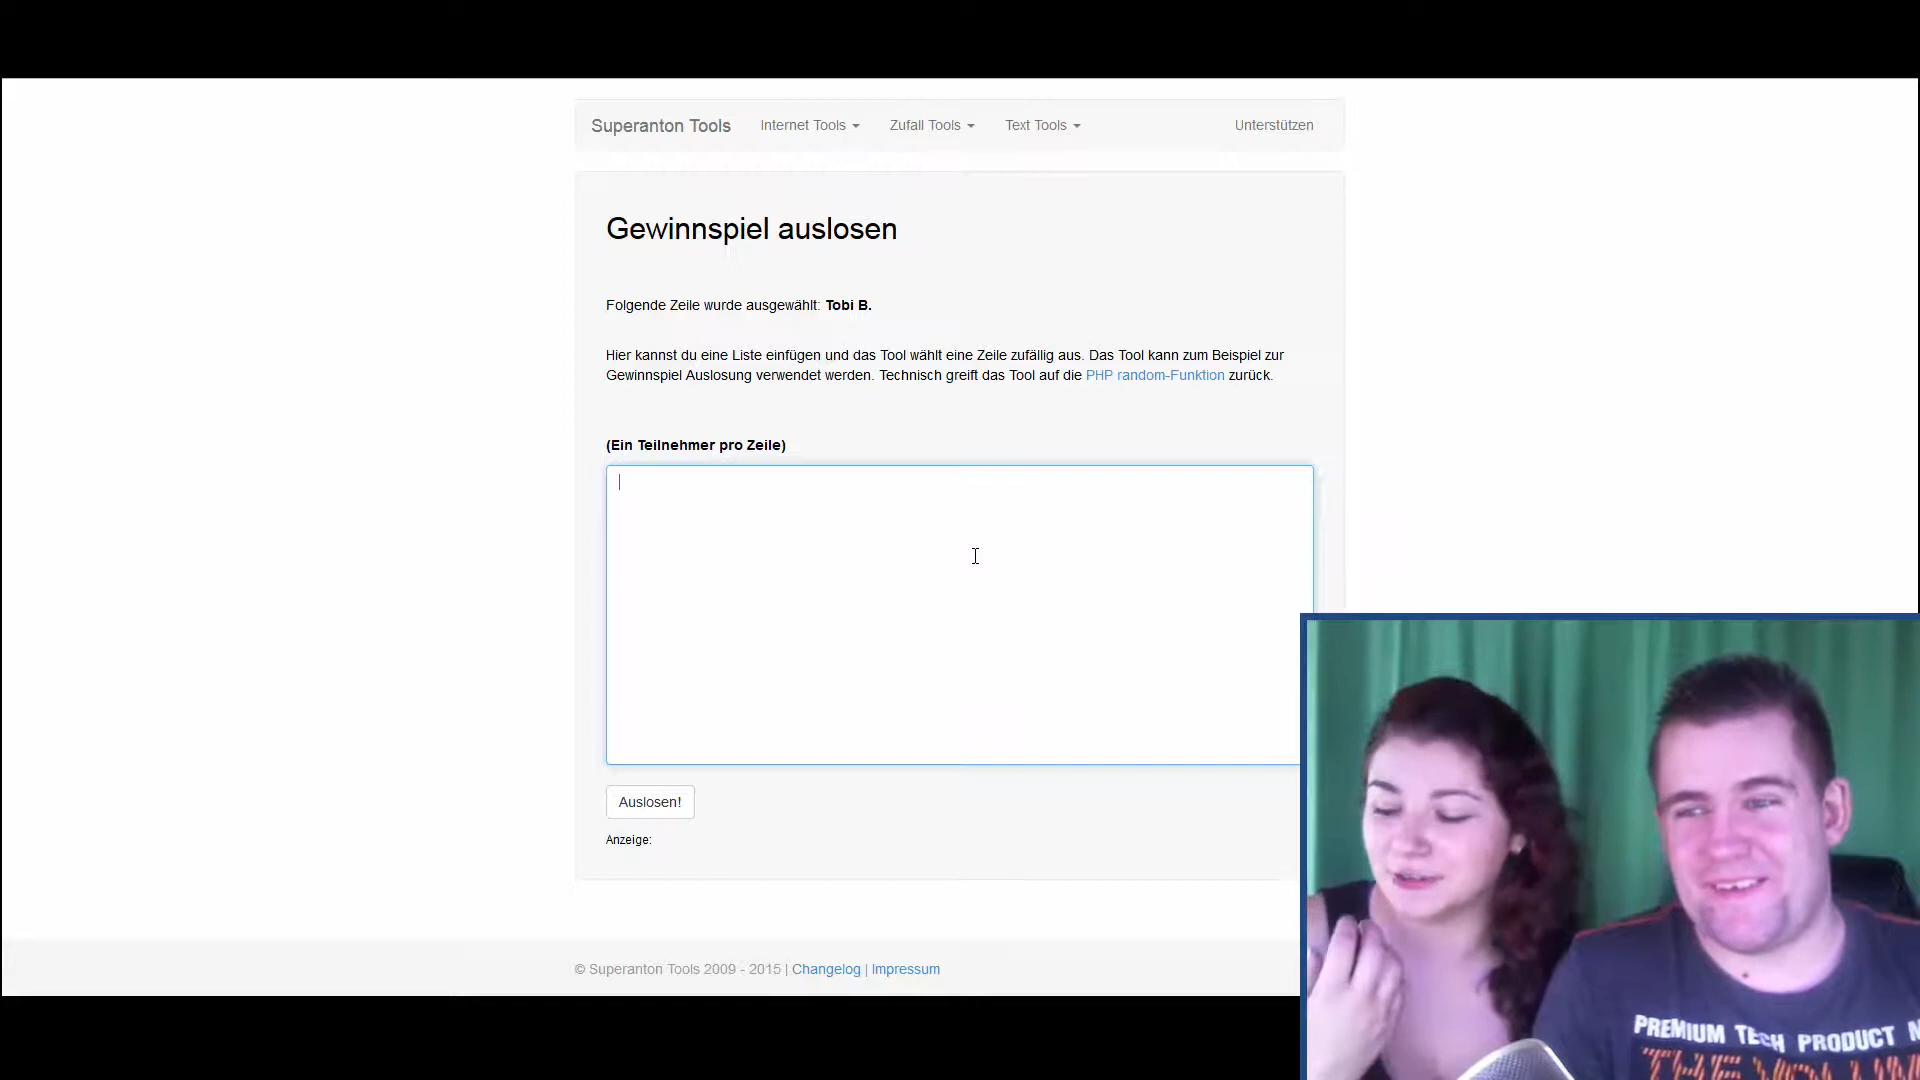 Superanton Tools Internet Tools Zufall Tools Text Tools Unterstützen
Gewinnspiel auslosen
Folgende Zeile wurde ausgewählt: Tobi B.
Hier kannst du eine Liste einfügen und das Tool wählt eine Zeile zufällig aus. Das Tool kann zum Beispiel zur
Gewinnspiel Auslosung verwendet werden. Technisch greift das Tool auf die PHP random-Funktion zurück.
(Ein Teilnehmer pro Zeile)
Auslosen!
Anzeige:
© Superanton Tools 2009 - 2015 | Changelog | Impressum
PREMIUM TECH PRODUCT